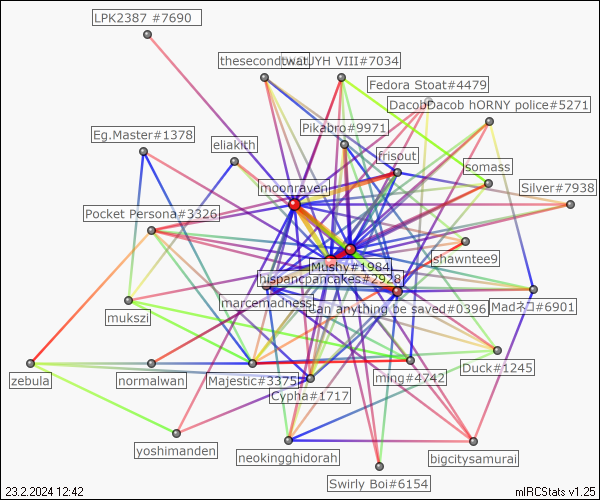 LPK2387 #7690
thesecondtwat
UYH VIII#7034
Fedora Stoat#4479
Dacob hORNY police#5271
Pikabro#9971
Eg.Master#1378
eliakith
frisout
somass
moonraven
Silver#7938
Pocket Persona#3326
shawntee9
Mushy#1984
hispancpancakes#2928
marcemadness
can anything be saved#0396
Madネコ#6901
mukszi
zebula
normalwan
Majestic#3375
Cypha#1717
ming#4742
Duck#1245
yoshimanden
neokingghidorah
bigcitysamurai
Swirly Boi#6154
23.2.2024 12:42
mIRCStats v1.25